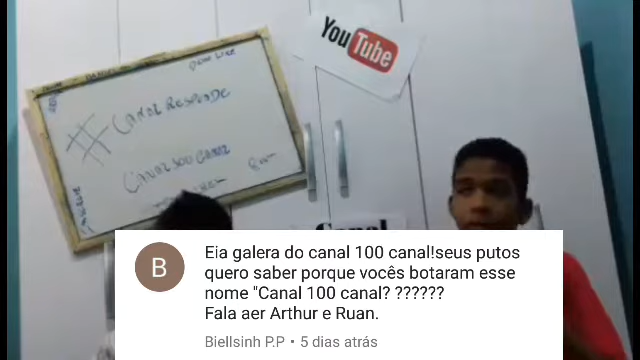 YouTube
#CANAL RESPONDE
CANAL 100 CANAL
Canal
B
Eia galera do canal 100 canal!seus putos
quero saber porque vocês botaram esse
nome "Canal 100 canal? ??????
Fala aer Arthur e Ruan.
Biellsinh P.P • 5 dias atrás